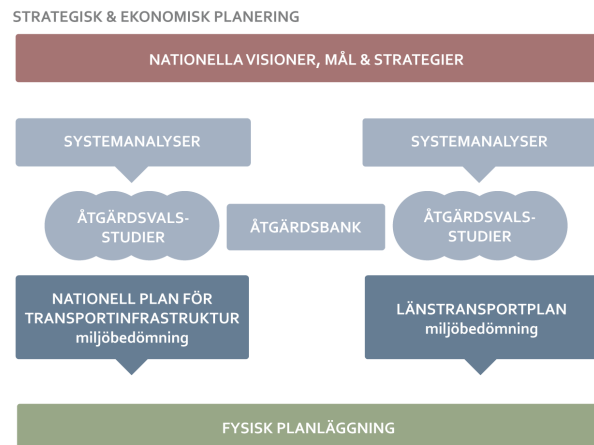 STRATEGISK & EKONOMISK PLANERING
NATIONELLA VISIONER, MÅL & STRATEGIER
SYSTEMANALYSER
SYSTEMANALYSER
ÅTGÄRDSVALS-
STUDIER
ÅTGÄRDSBANK
ÅTGÄRDSVALS-
STUDIER
NATIONELL PLAN FÖR
TRANSPORTINFRASTRUKTUR
miljöbedömning
LÄNSTRANSPORTPLAN
miljöbedömning
FYSISK PLANLÄGGNING